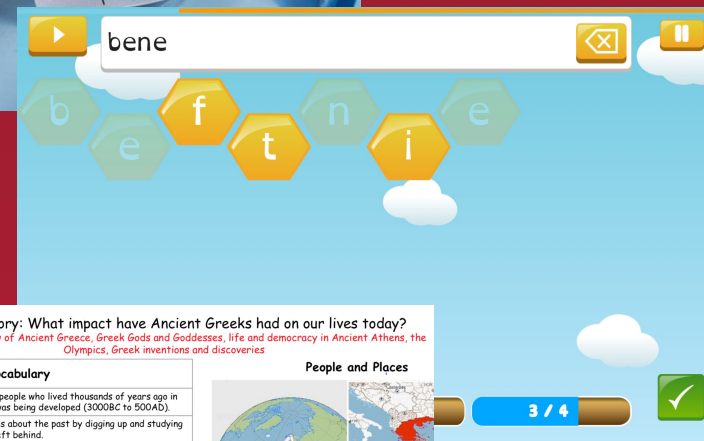 bene
b e f t n i e
ory: What impact have Ancient Greeks had on our lives today?
of Ancient Greece, Greek Gods and Goddesses, life and democracy in Ancient Athens, the
Olympics, Greek inventions and discoveries
cabulary
people who lived thousands of years ago in
was being developed (3000BC to 500AD).
s about the past by digging up and studying
eft behind.
People and Places
3 / 4